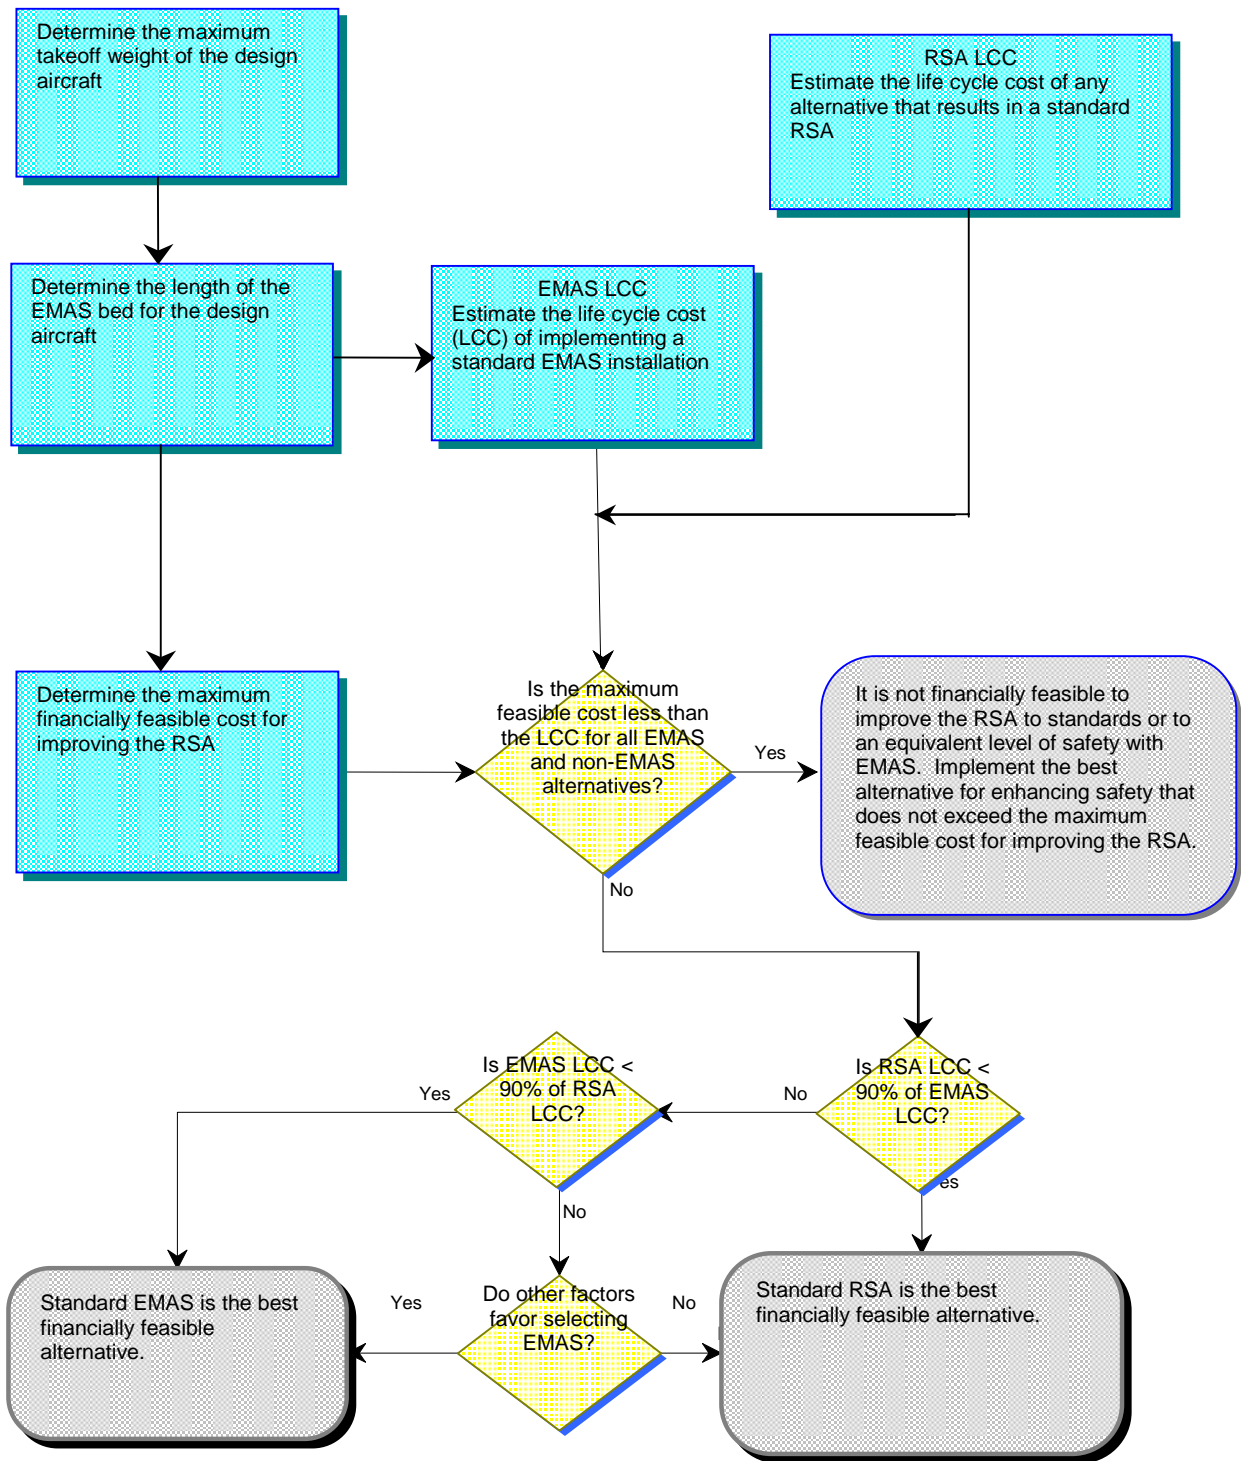 Determine the maximum
takeoff weight of the design
aircraft
RSA LCC
Estimate the life cycle cost of any
alternative that results in a standard
RSA
Determine the length of the
EMAS bed for the design
aircraft
EMAS LCC
Estimate the life cycle cost
(LCC) of implementing a
standard EMAS installation
Determine the maximum
financially feasible cost for
improving the RSA
Is the maximum
feasible cost less than
the LCC for all EMAS
and non-EMAS
alternatives?
Yes
It is not financially feasible to
improve the RSA to standards or to
an equivalent level of safety with
EMAS.  Implement the best
alternative for enhancing safety that
does not exceed the maximum
feasible cost for improving the RSA.
No
Is EMAS LCC <
90% of RSA
LCC?
Yes
No
Is RSA LCC <
90% of EMAS
LCC?
es
No
Standard EMAS is the best
financially feasible
alternative.
Yes
Do other factors
favor selecting
EMAS?
No
Standard RSA is the best
financially feasible alternative.